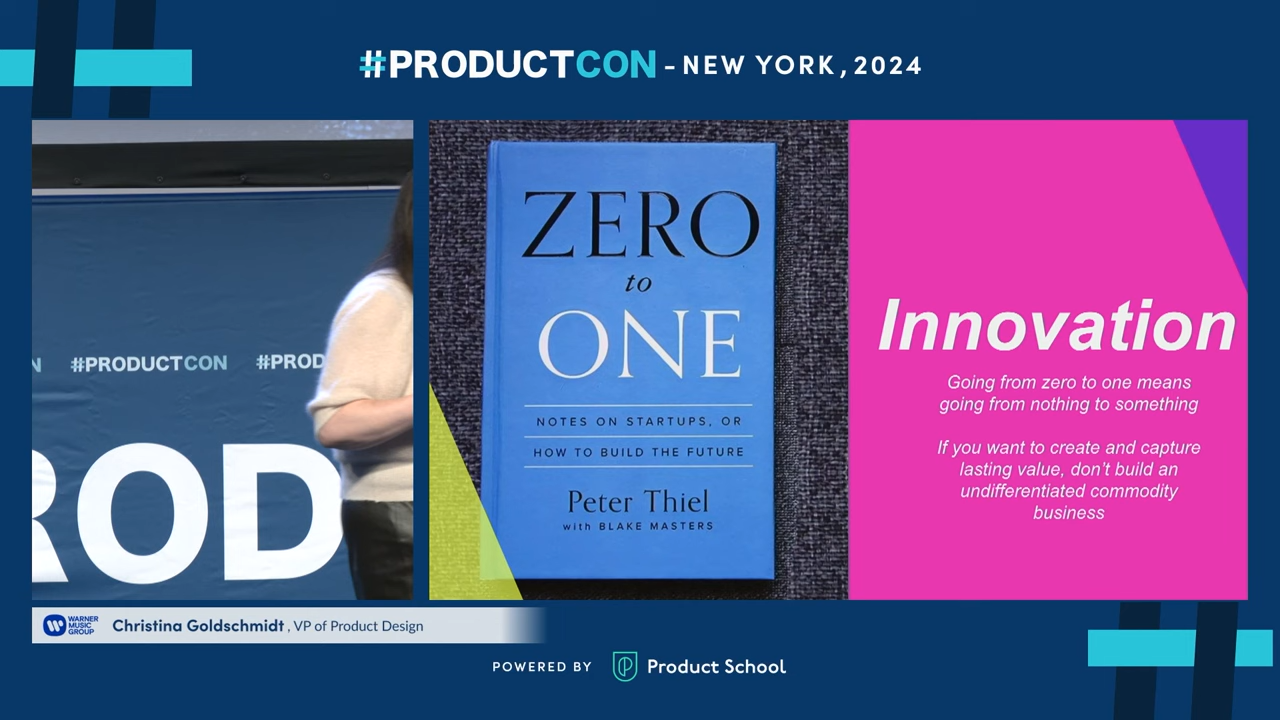 #PRODUCTCON - NEW YORK, 2024
N #PRODUCTCON #PROD
ROD
ZERO
to
ONE
NOTES ON STARTUPS, OR
HOW TO BUILD THE FUTURE
Peter Thiel
with BLAKE MASTERS
Innovation
Going from zero to one means
going from nothing to something
If you want to create and capture
lasting value, don't build an
undifferentiated commodity
business
WARNER
MUSIC
GROUP
Christina Goldschmidt, VP of Product Design
POWERED BY Product School